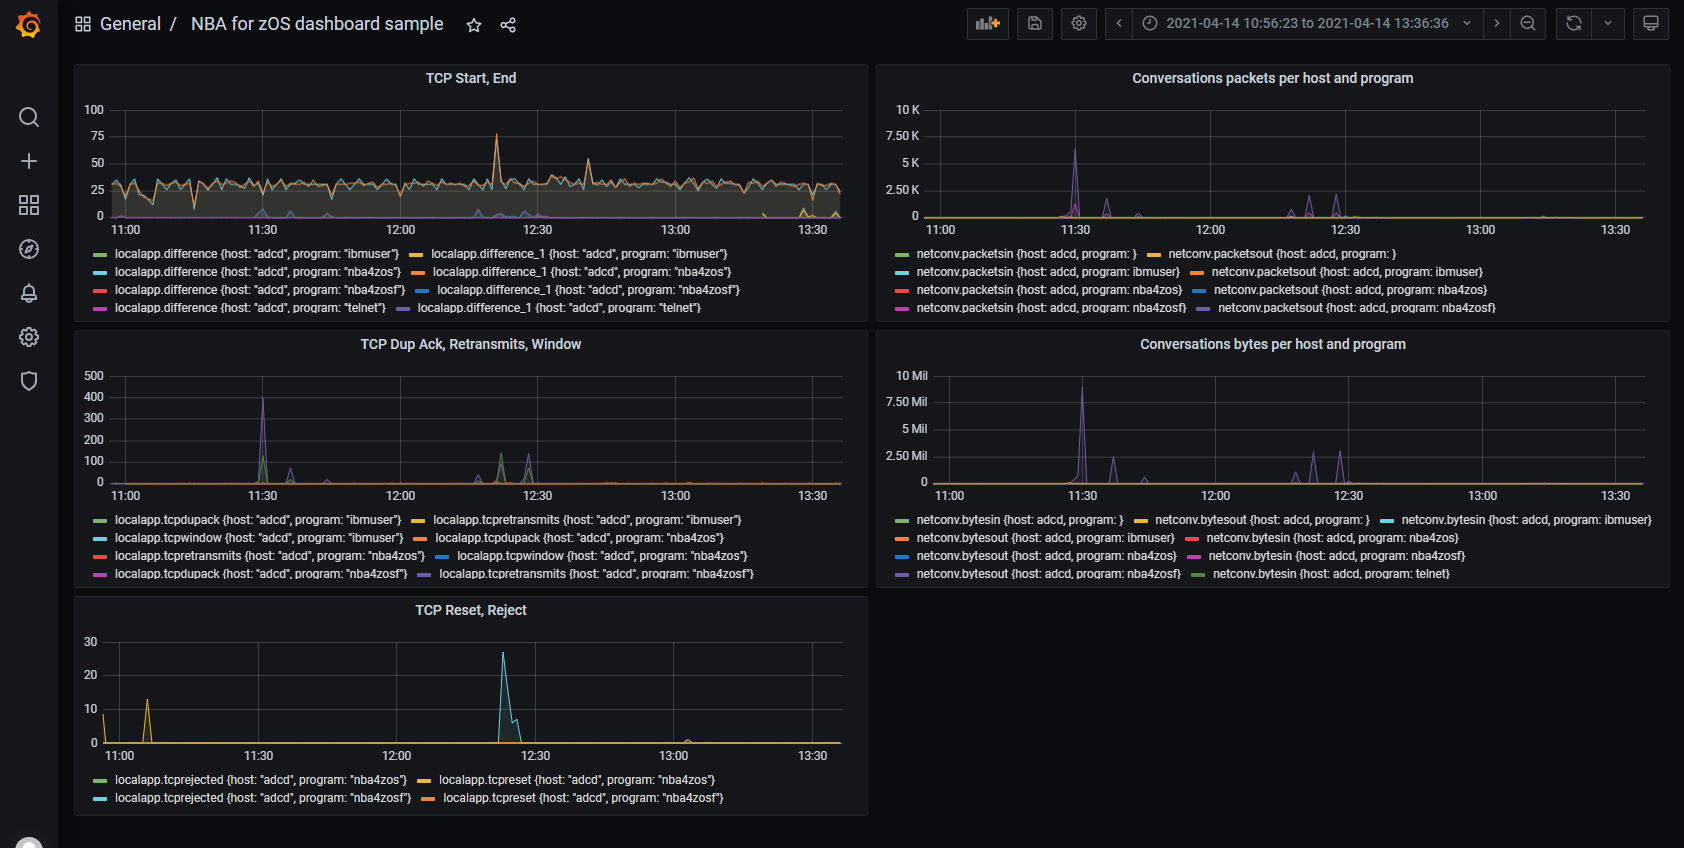 General / NBA for zOS dashboard sample
2021-04-14 10:56:23 to 2021-04-14 13:36:36
TCP Start, End
100
75
50
25
0
11:00 11:30 12:00 12:30 13:00 13:30
localapp.difference {host: "adcd", program: "ibmuser"} localapp.difference_1 {host: "adcd", program: "ibmuser"}
localapp.difference {host: "adcd", program: "nba4zos"} localapp.difference_1 {host: "adcd", program: "nba4zos"}
localapp.difference {host: "adcd", program: "nba4zosf"} localapp.difference_1 {host: "adcd", program: "nba4zosf"}
localapp.difference {host: "adcd", program: "telnet"} localapp.difference_1 {host: "adcd", program: "telnet"}
Conversations packets per host and program
10 K
7.50 K
5 K
2.50 K
0
11:00 11:30 12:00 12:30 13:00 13:30
netconv.packetsin {host: adcd, program: } netconv.packetsout {host: adcd, program: }
netconv.packetsin {host: adcd, program: ibmuser} netconv.packetsout {host: adcd, program: ibmuser}
netconv.packetsin {host: adcd, program: nba4zos} netconv.packetsout {host: adcd, program: nba4zos}
netconv.packetsin {host: adcd, program: nba4zosf} netconv.packetsout {host: adcd, program: nba4zosf}
TCP Dup Ack, Retransmits, Window
500
400
300
200
100
0
11:00 11:30 12:00 12:30 13:00 13:30
localapp.tcpdupack {host: "adcd", program: "ibmuser"} localapp.tcpretransmits {host: "adcd", program: "ibmuser"}
localapp.tcpwindow {host: "adcd", program: "ibmuser"} localapp.tcpdupack {host: "adcd", program: "nba4zos"}
localapp.tcpretransmits {host: "adcd", program: "nba4zos"} localapp.tcpwindow {host: "adcd", program: "nba4zos"}
localapp.tcpdupack {host: "adcd", program: "nba4zosf"} localapp.tcpretransmits {host: "adcd", program: "nba4zosf"}
Conversations bytes per host and program
10 Mil
7.50 Mil
5 Mil
2.50 Mil
0
11:00 11:30 12:00 12:30 13:00 13:30
netconv.bytesin {host: adcd, program: } netconv.bytesout {host: adcd, program: } netconv.bytesin {host: adcd, program: ibmuser}
netconv.bytesout {host: adcd, program: ibmuser} netconv.bytesin {host: adcd, program: nba4zos}
netconv.bytesout {host: adcd, program: nba4zos} netconv.bytesin {host: adcd, program: nba4zosf}
netconv.bytesout {host: adcd, program: nba4zosf} netconv.bytesin {host: adcd, program: telnet}
TCP Reset, Reject
30
20
10
0
11:00 11:30 12:00 12:30 13:00 13:30
localapp.tcprejected {host: "adcd", program: "nba4zos"} localapp.tcpreset {host: "adcd", program: "nba4zos"}
localapp.tcprejected {host: "adcd", program: "nba4zosf"} localapp.tcpreset {host: "adcd", program: "nba4zosf"}